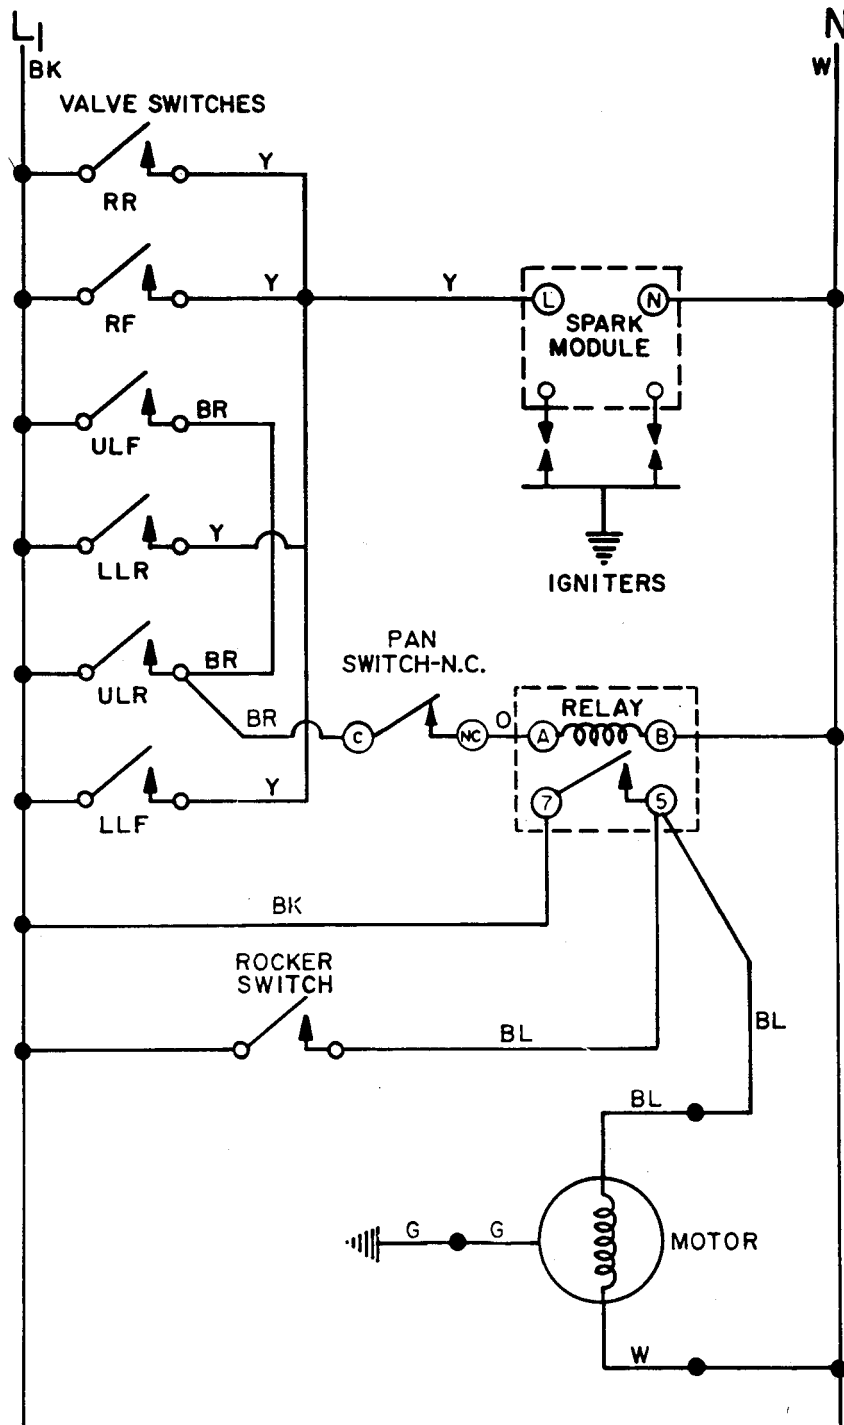 L1 N
BK W
VALVE SWITCHES
Y
RR
Y Y
RF
L N
SPARK
MODULE
BR
ULF
Y
LLR
IGNITERS
BR
ULR
PAN
SWITCH-N.C.
BR
C NC O A B
RELAY
Y
LLF
7 5
BK
ROCKER
SWITCH
BL
BL
BL
G G
MOTOR
W